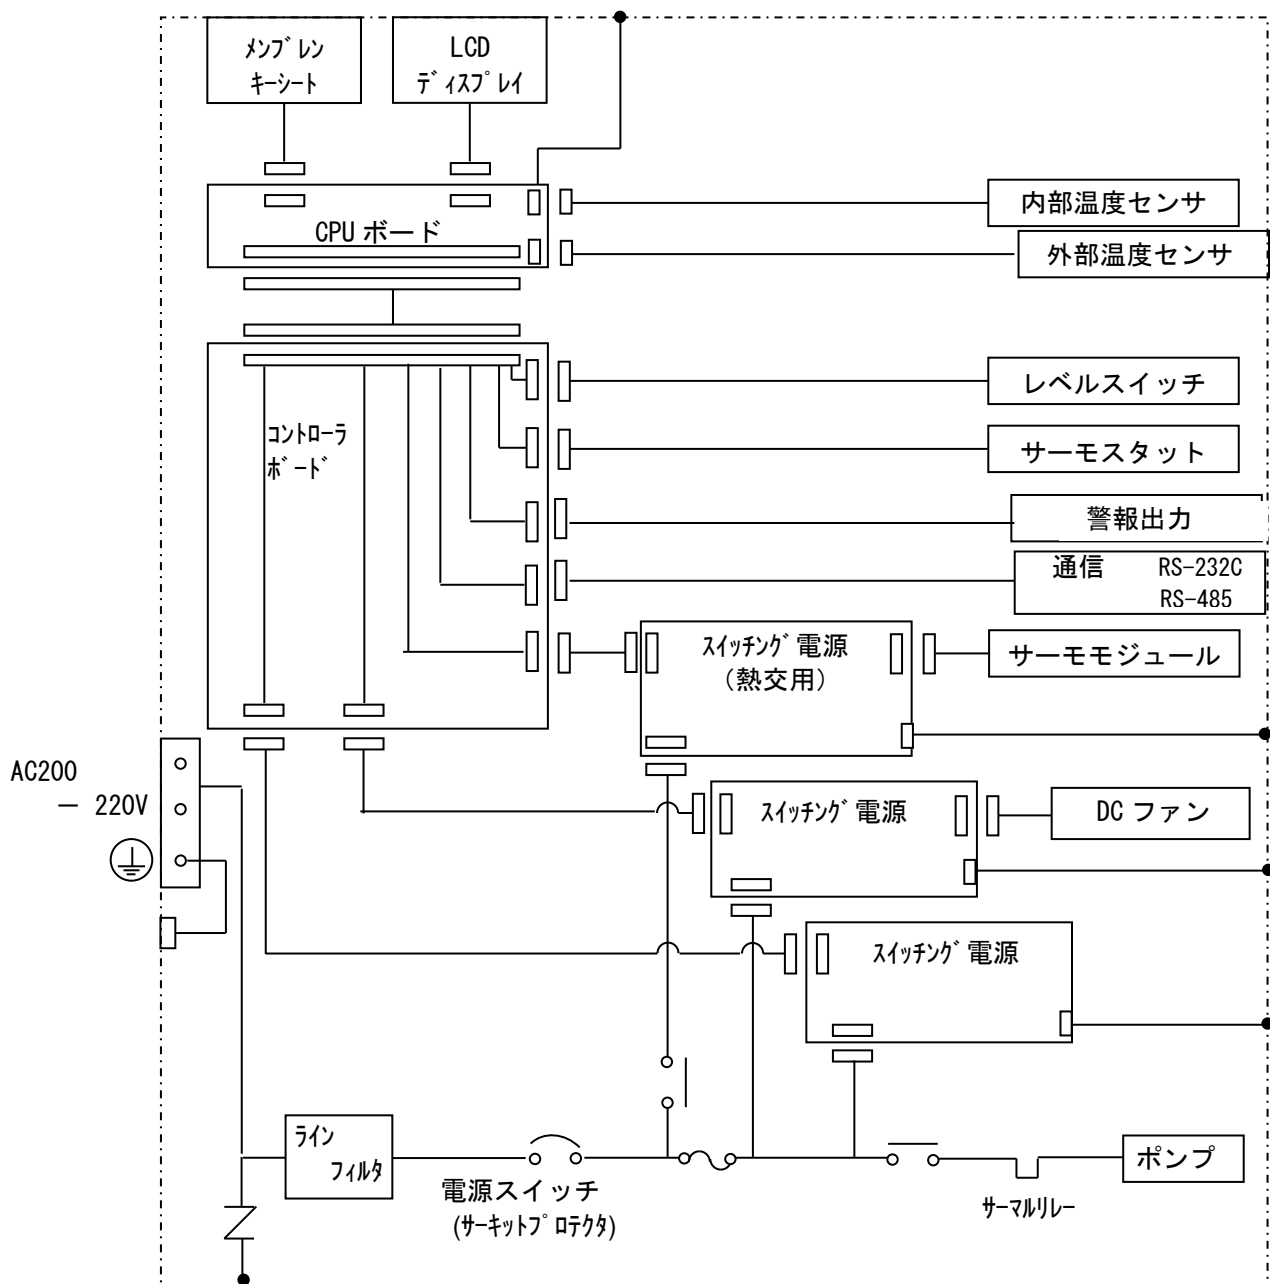 ﾒﾝﾌﾞﾚﾝ
ｷｰｼｰﾄ
LCD
ﾃﾞｨｽﾌﾟﾚｲ
CPU ボード
内部温度センサ
外部温度センサ
レベルスイッチ
ｺﾝﾄﾛｰﾗ
ﾎﾞｰﾄﾞ
サーモスタット
警報出力
通信 RS-232C
RS-485
ｽｲｯﾁﾝｸﾞ電源
(熱交用)
サーモモジュール
AC200
－ 220V
ｽｲｯﾁﾝｸﾞ電源
DC ファン
ｽｲｯﾁﾝｸﾞ電源
ﾗｲﾝ
ﾌｨﾙﾀ
電源スイッチ
(ｻｰｷｯﾄﾌﾟﾛﾃｸﾀ)
ｻｰﾏﾙﾘﾚｰ
ポンプ